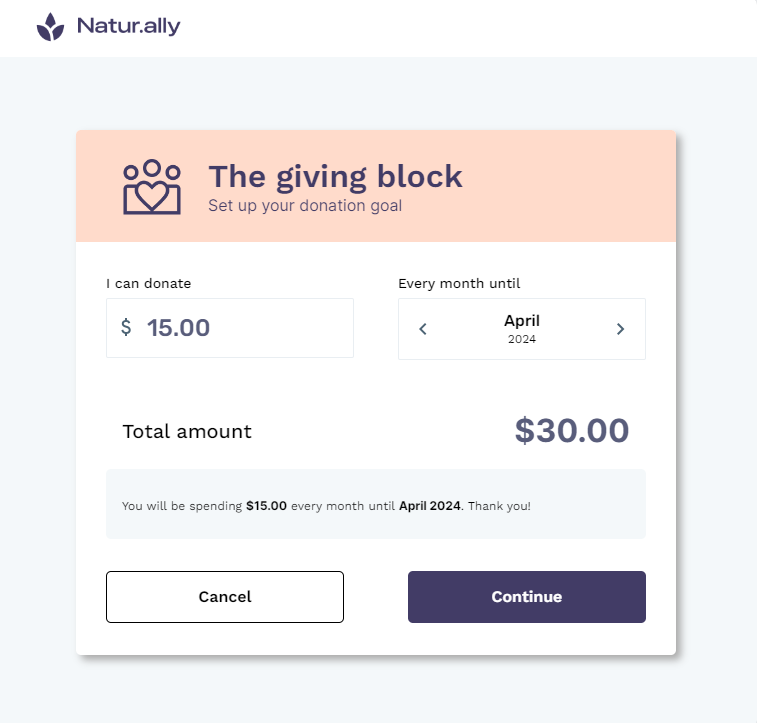 Natur.ally
The giving block
Set up your donation goal
I can donate
Every month until
$ 15.00
April
2024
Total amount
$30.00
You will be spending $15.00 every month until April 2024. Thank you!
Cancel
Continue